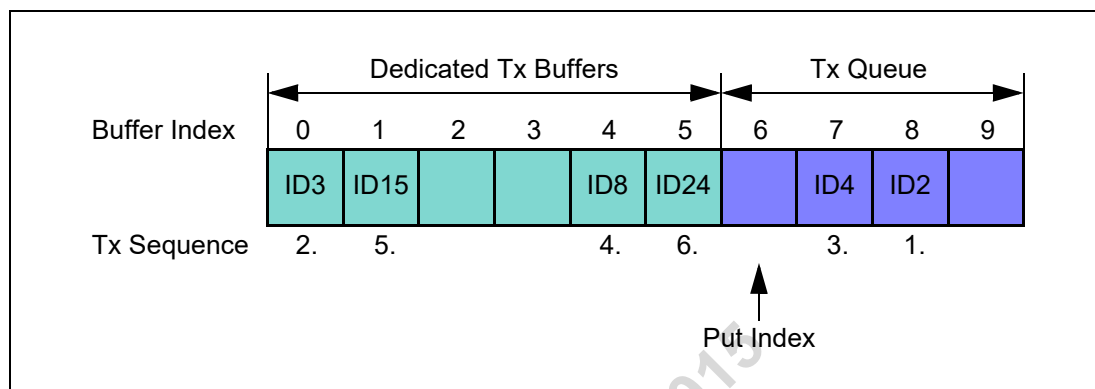 Dedicated Tx Buffers Tx Queue
Buffer Index 0 1 2 3 4 5 6 7 8 9
ID3 ID15 ID8 ID24 ID4 ID2
Tx Sequence 2. 5. 4. 6. 3. 1.
Put Index
015